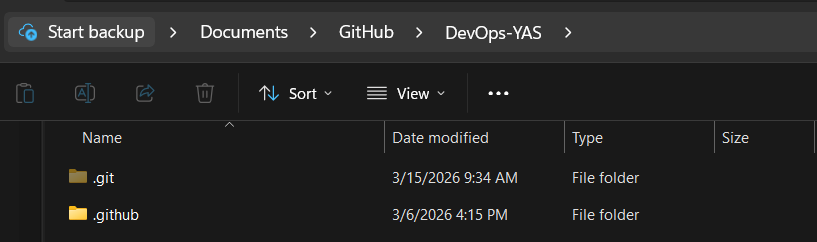 Start backup > Documents > GitHub > DevOps-YAS >
Sort View •••
Name Date modified Type Size
.git 3/15/2026 9:34 AM File folder
.github 3/6/2026 4:15 PM File folder